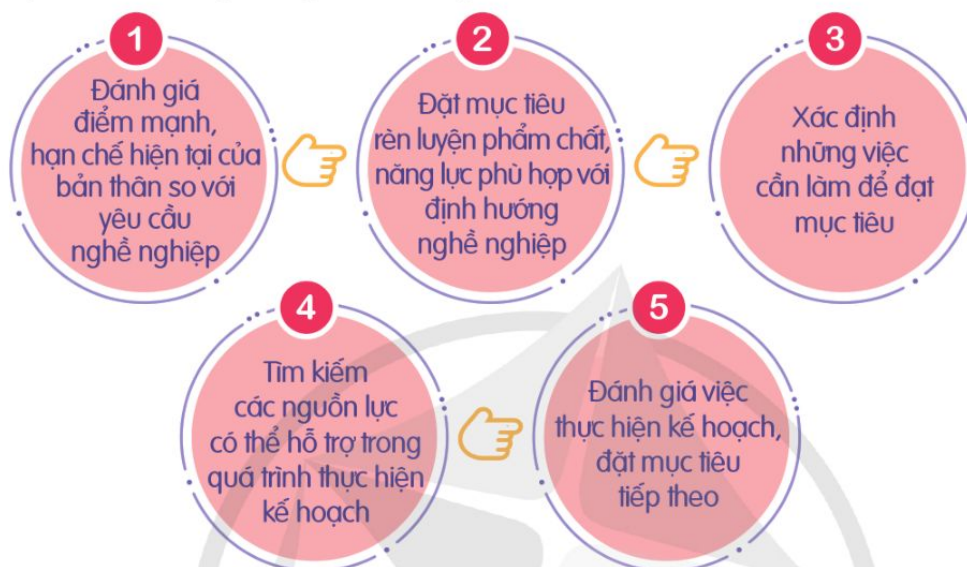 1
Đánh giá
điểm mạnh,
hạn chế hiện tại của
bản thân so với
yêu cầu
nghề nghiệp
2
Đặt mục tiêu
rèn luyện phẩm chất,
năng lực phù hợp với
định hướng
nghề nghiệp
3
Xác định
những việc
cần làm để đạt
mục tiêu
4
Tìm kiếm
các nguồn lực
có thể hỗ trợ trong
quá trình thực hiện
kế hoạch
5
Đánh giá việc
thực hiện kế hoạch,
đặt mục tiêu
tiếp theo